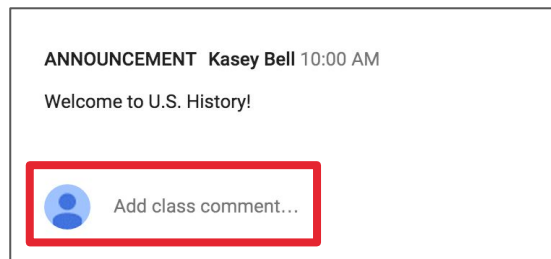 ANNOUNCEMENT Kasey Bell 10:00 AM
Welcome to U.S. History!
Add class comment...